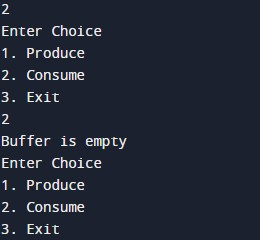 2
Enter Choice
1. Produce
2. Consume
3. Exit
2
Buffer is empty
Enter Choice
1. Produce
2. Consume
3. Exit